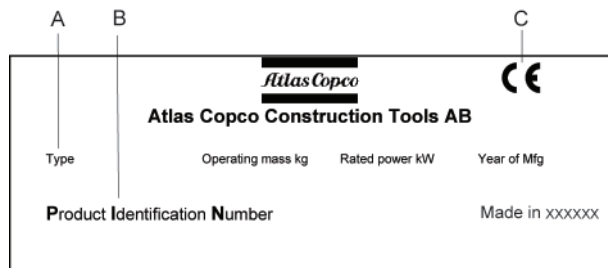 A B C
Atlas Copco CE
Atlas Copco Construction Tools AB
Type Operating mass kg Rated power kW Year of Mfg
Product Identification Number Made in xxxxxx